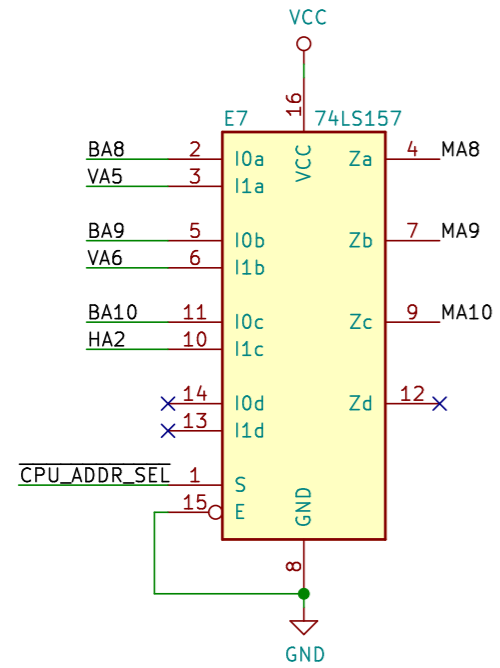 VCC
16
E7 74LS157
BA8 2 I0a VCC Za 4 MA8
VA5 3 I1a
BA9 5 I0b Zb 7 MA9
VA6 6 I1b
BA10 11 I0c Zc 9 MA10
HA2 10 I1c
14 I0d Zd 12
13 I1d
CPU_ADDR_SEL 1 S
15 E GND
8
GND